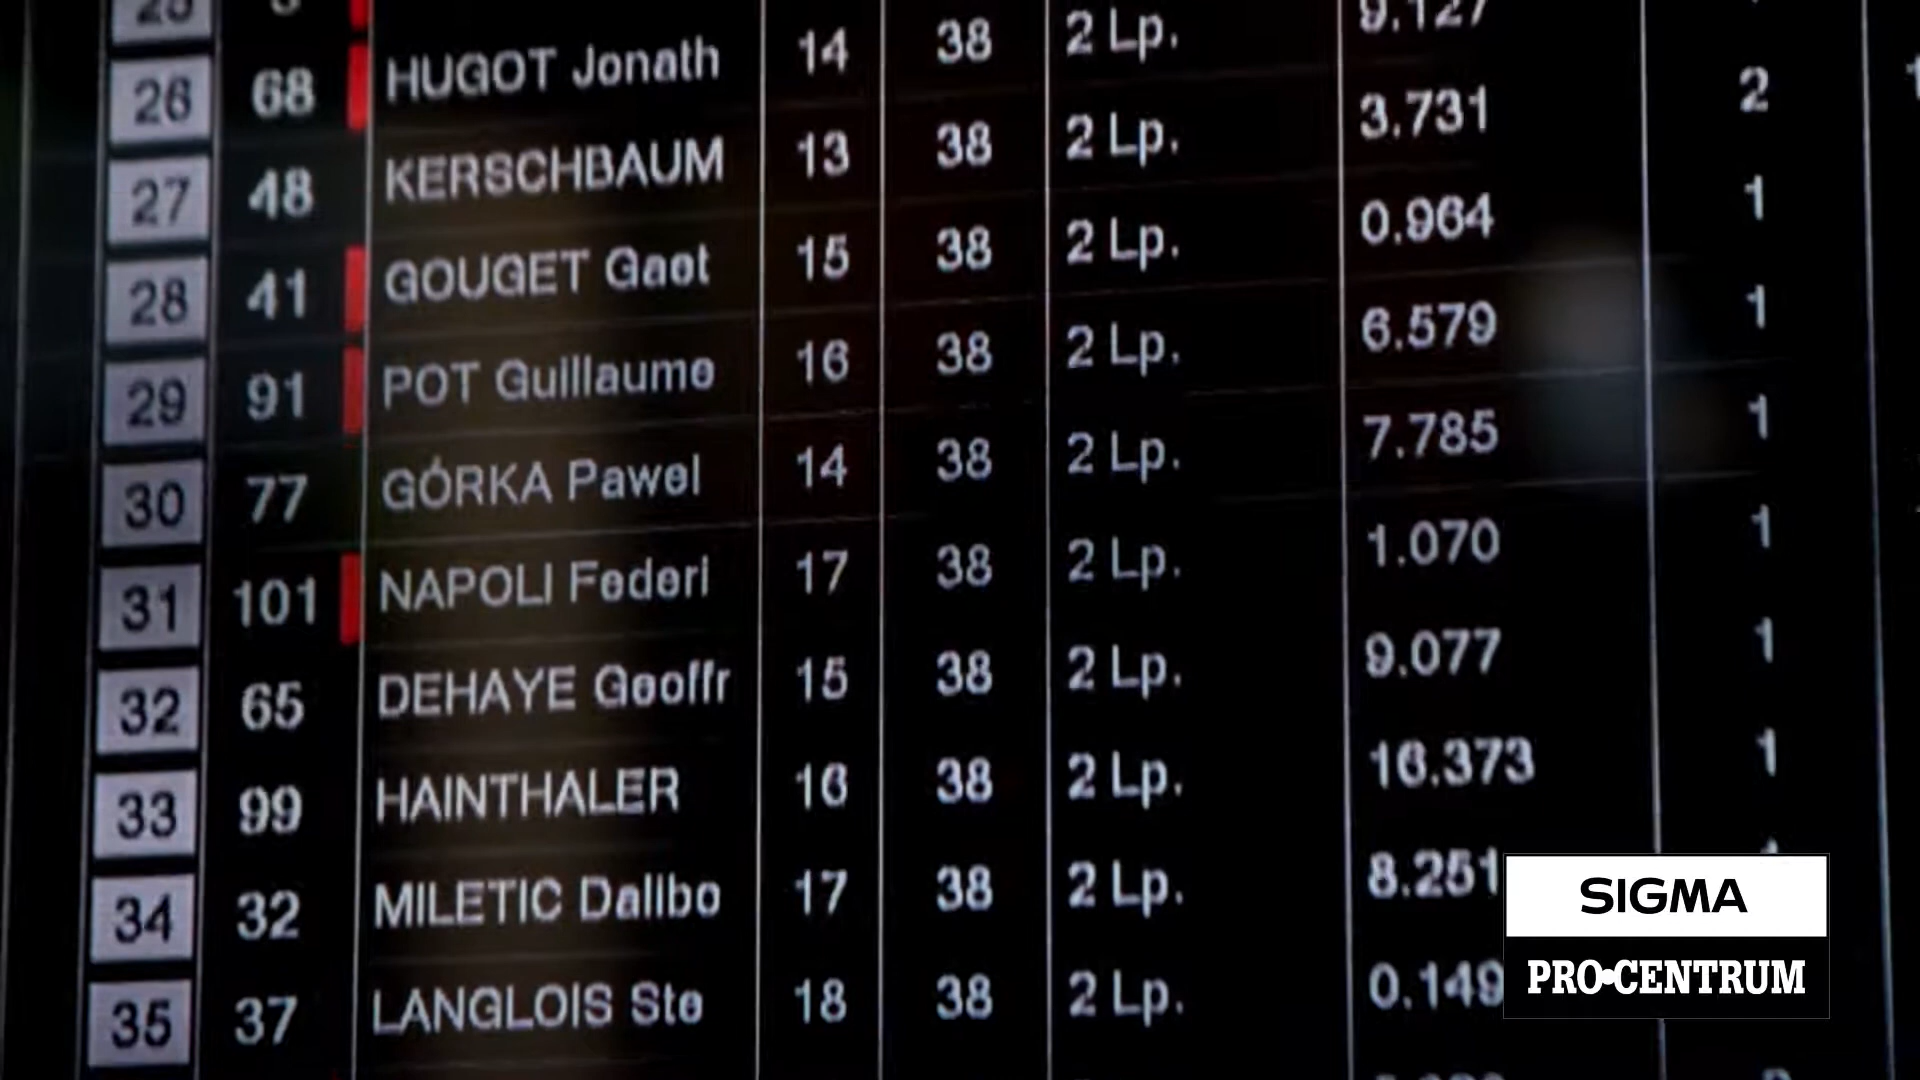 25
26 68 HUGOT Jonath 14 38 2 Lp. 9.127
27 48 KERSCHBAUM 13 38 2 Lp. 3.731 2
28 41 GOUGET Gaet 15 38 2 Lp. 0.964 1
29 91 POT Guillaume 16 38 2 Lp. 6.579 1
30 77 GÓRKA Pawel 14 38 2 Lp. 7.785 1
31 101 NAPOLI Federi 17 38 2 Lp. 1.070 1
32 65 DEHAYE Geoffr 15 38 2 Lp. 9.077 1
33 99 HAINTHALER 16 38 2 Lp. 16.373 1
34 32 MILETIC Dalibo 17 38 2 Lp. 8.251 1
35 37 LANGLOIS Ste 18 38 2 Lp. 0.149
SIGMA
PRO•CENTRUM